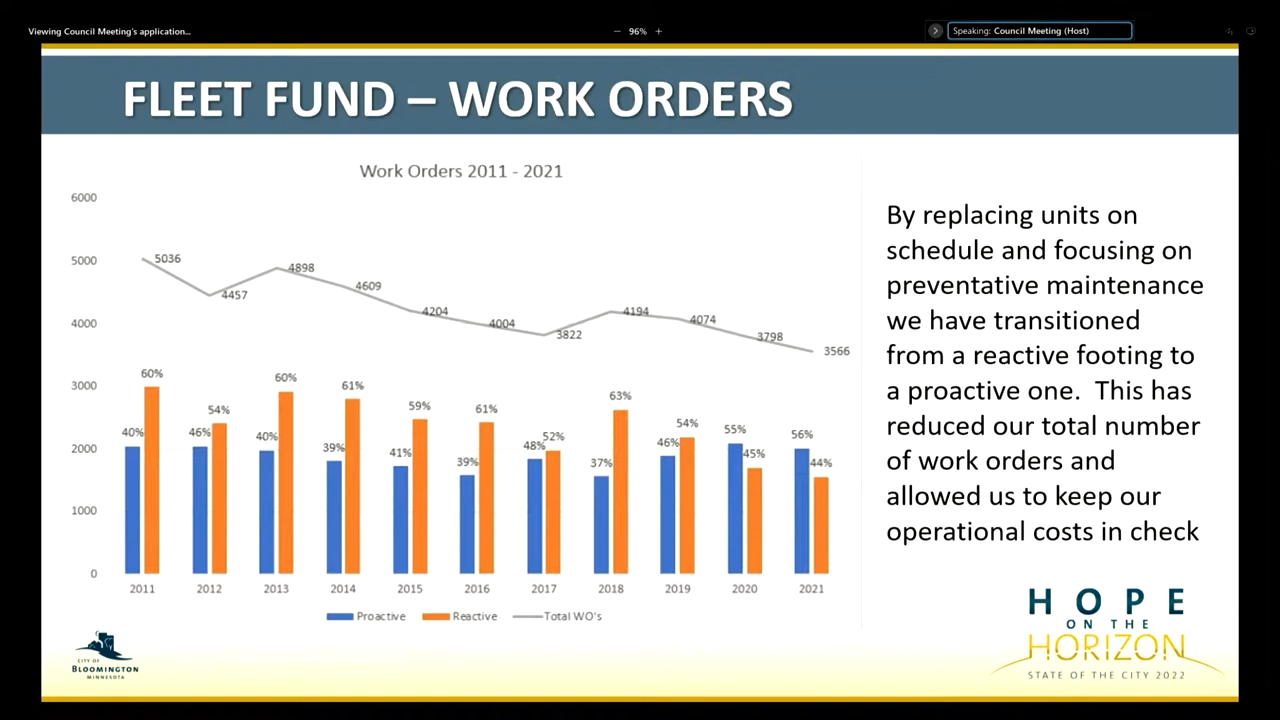 Viewing Council Meeting's application...
− 96% +
Speaking: Council Meeting (Host)
FLEET FUND – WORK ORDERS
Work Orders 2011 - 2021
6000
5000
4000
3000
2000
1000
0
5036
4457
4898
4609
4204
4004
3822
4194
4074
3798
3566
40% 60%
46% 54%
40% 60%
39% 61%
41% 59%
39% 61%
48% 52%
37% 63%
46% 54%
55% 45%
56% 44%
2011 2012 2013 2014 2015 2016 2017 2018 2019 2020 2021
Proactive Reactive Total WO's
By replacing units on
schedule and focusing on
preventative maintenance
we have transitioned
from a reactive footing to
a proactive one. This has
reduced our total number
of work orders and
allowed us to keep our
operational costs in check
CITY OF
BLOOMINGTON
MINNESOTA
HOPE
ON THE
HORIZON
STATE OF THE CITY 2022